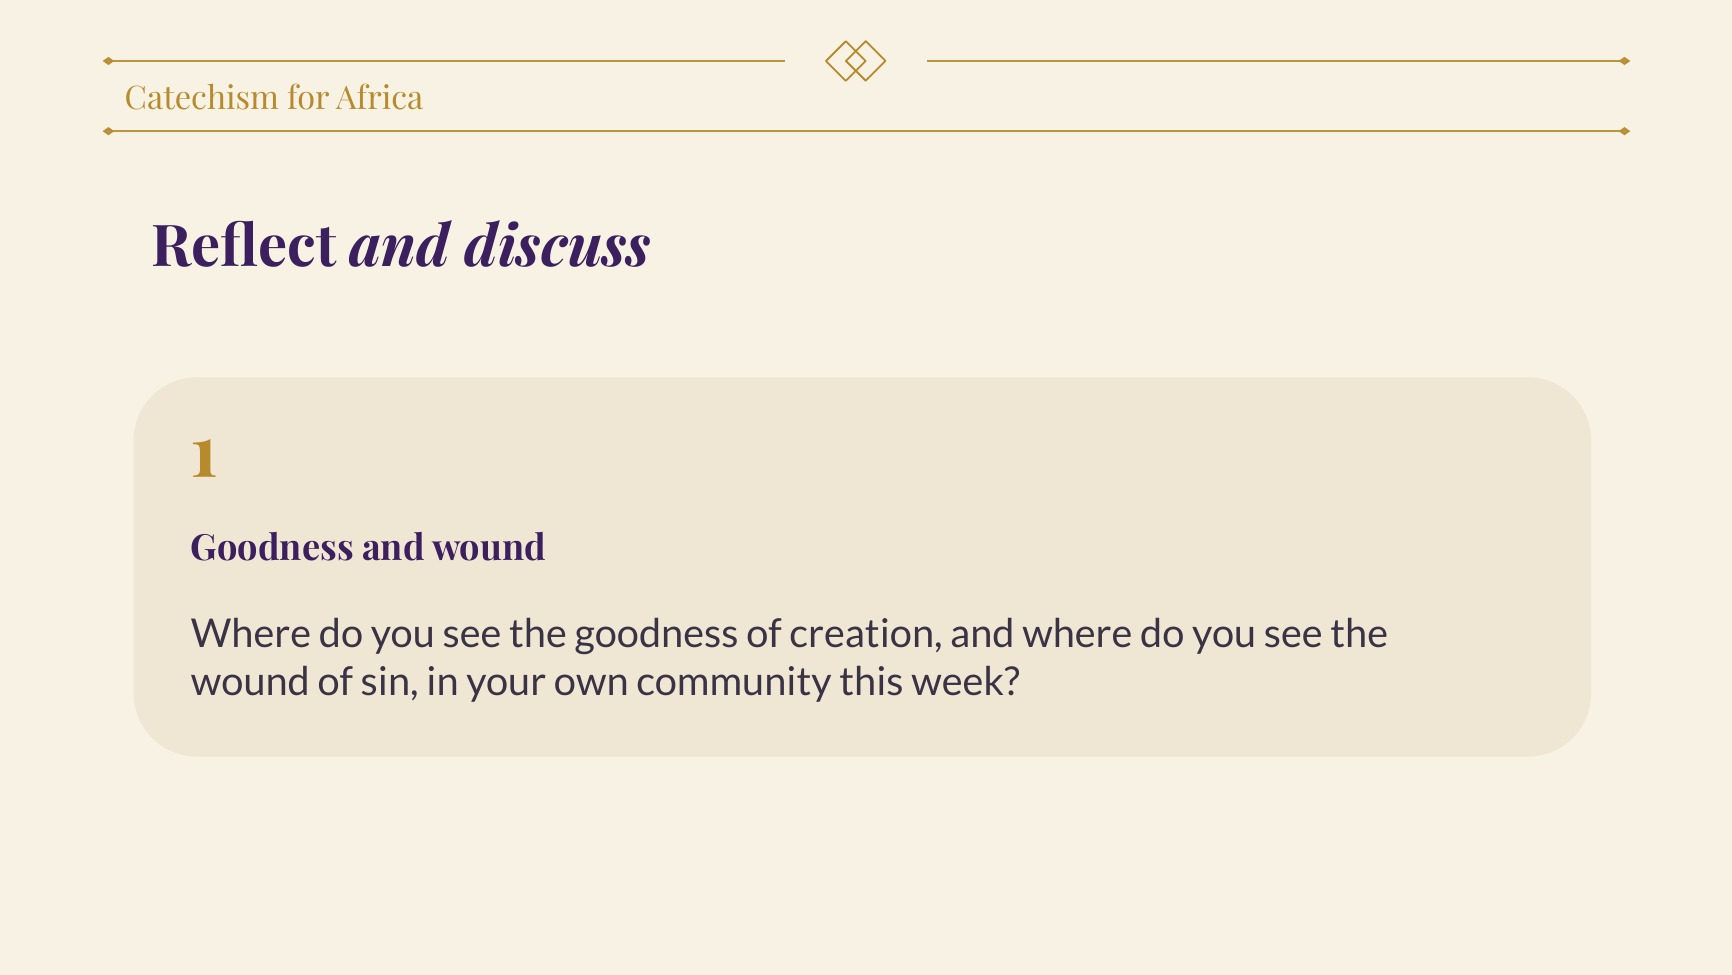 Catechism for Africa
Reflect and discuss
1
Goodness and wound
Where do you see the goodness of creation, and where do you see the
wound of sin, in your own community this week?